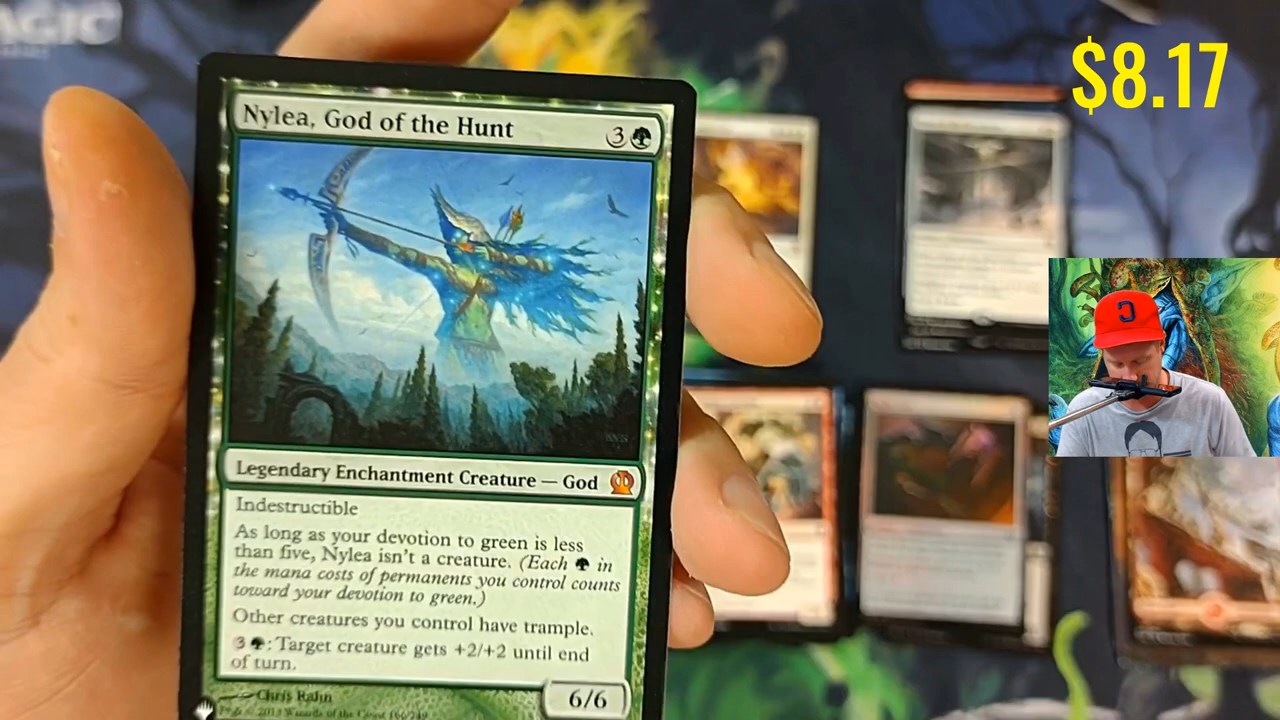 $8.17
Nylea, God of the Hunt
3
Legendary Enchantment Creature — God
Indestructible
As long as your devotion to green is less
than five, Nylea isn't a creature. (Each in
the mana costs of permanents you control counts
toward your devotion to green.)
Other creatures you control have trample.
3 : Target creature gets +2/+2 until end
of turn.
6/6
Chris Rahn